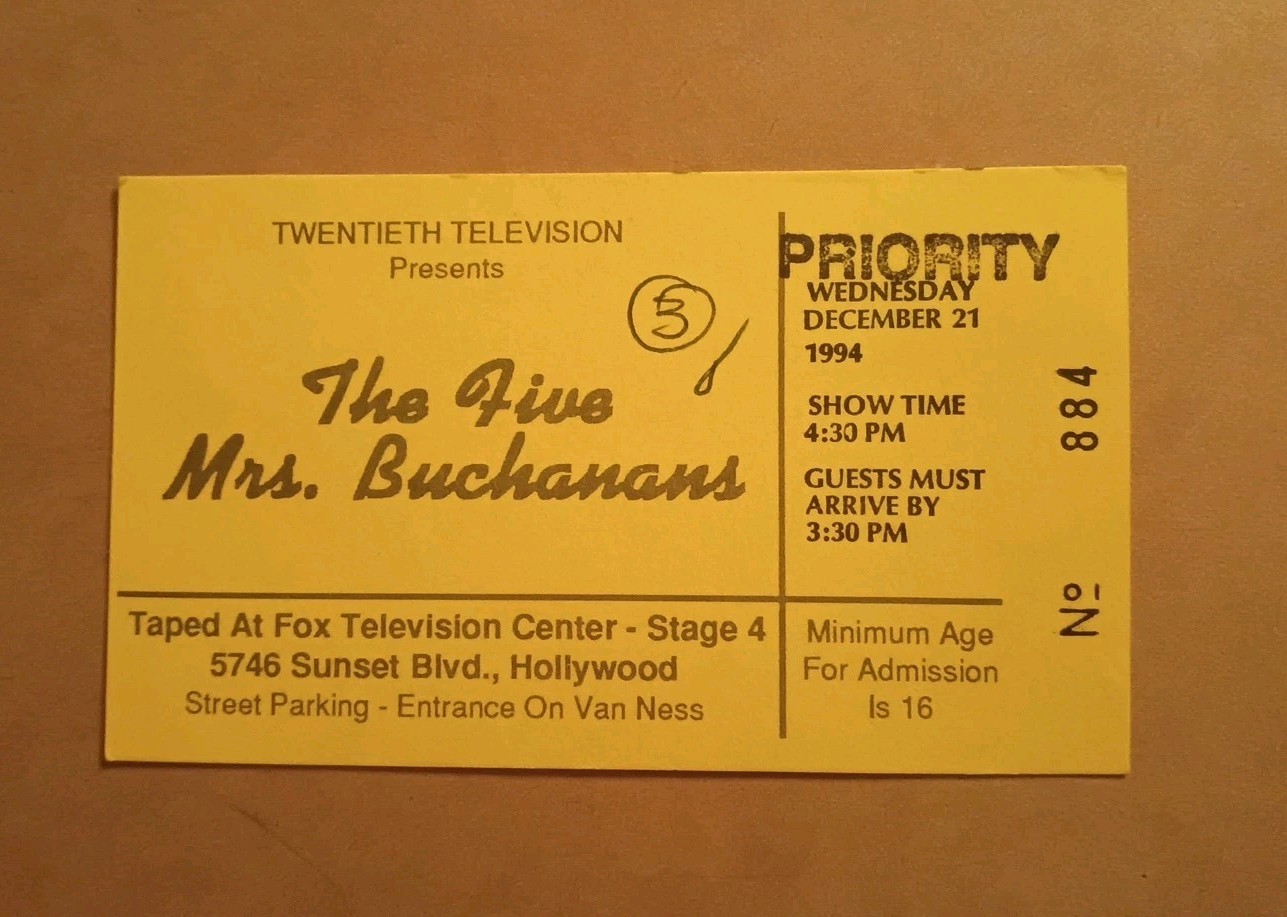 TWENTIETH TELEVISION
Presents
The Five
Mrs. Buchanans
Taped At Fox Television Center - Stage 4
5746 Sunset Blvd., Hollywood
Street Parking - Entrance On Van Ness
PRIORITY
WEDNESDAY
DECEMBER 21
1994
SHOW TIME
4:30 PM
GUESTS MUST
ARRIVE BY
3:30 PM
Minimum Age
For Admission
Is 16
Nº 884